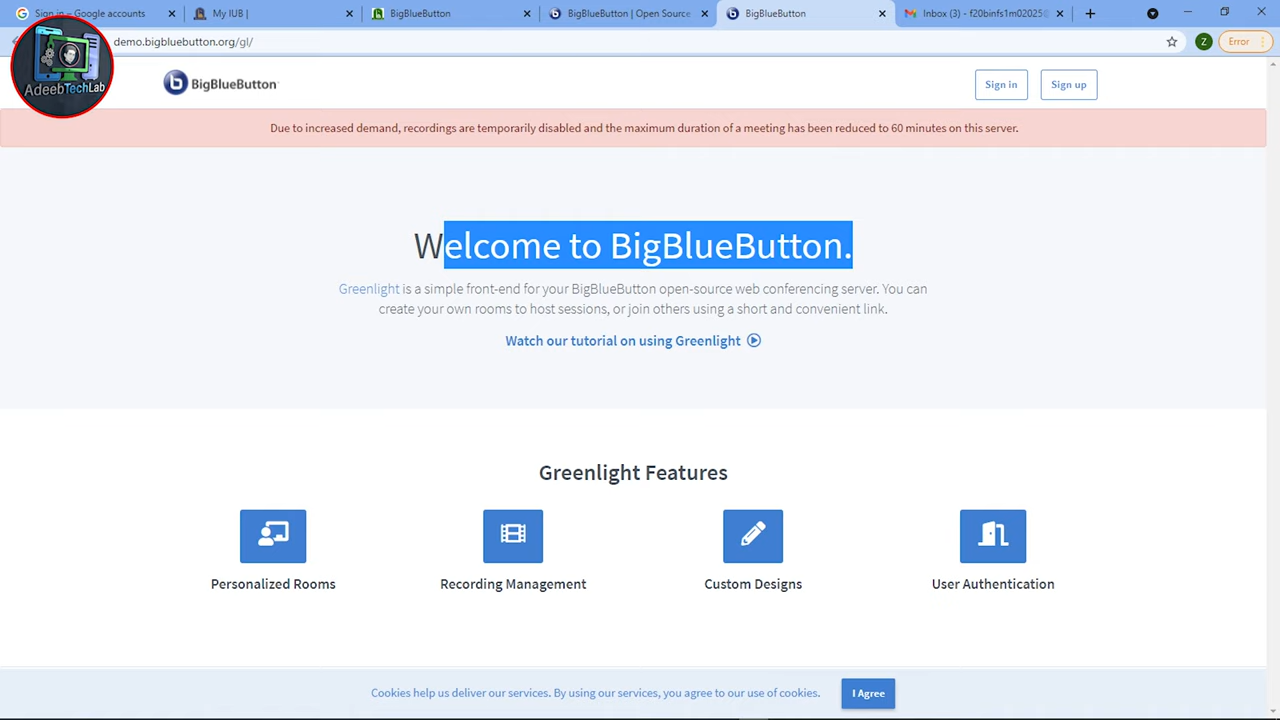 Sign in – Google accounts
My IUB |
BigBlueButton
BigBlueButton | Open Source
BigBlueButton
Inbox (3) - f20binfs1m02025@
demo.bigbluebutton.org/gl/
Z
Error
AdeebTechLab
BigBlueButton
Sign in
Sign up
Due to increased demand, recordings are temporarily disabled and the maximum duration of a meeting has been reduced to 60 minutes on this server.
Welcome to BigBlueButton.
Greenlight is a simple front-end for your BigBlueButton open-source web conferencing server. You can
create your own rooms to host sessions, or join others using a short and convenient link.
Watch our tutorial on using Greenlight
Greenlight Features
Personalized Rooms
Recording Management
Custom Designs
User Authentication
Cookies help us deliver our services. By using our services, you agree to our use of cookies.
I Agree